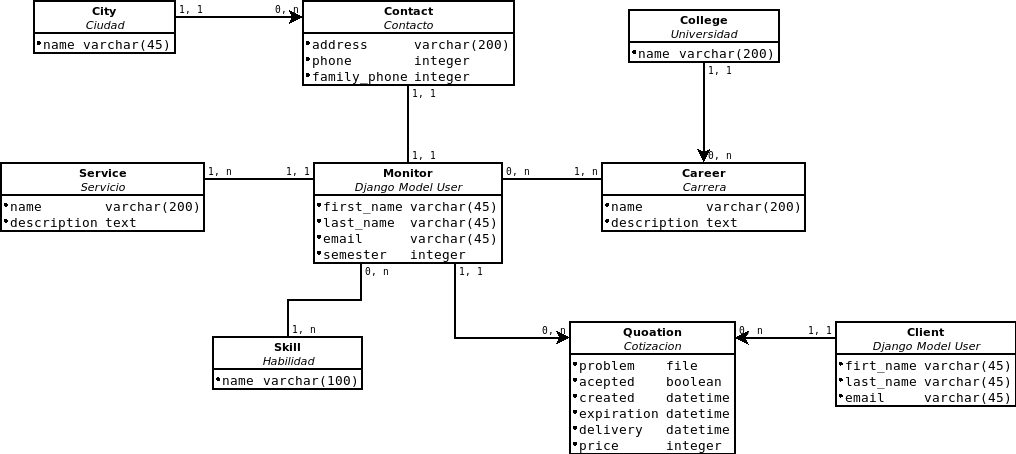 City
Ciudad
name varchar(45)
1, 1
0, n
Contact
Contacto
address varchar(200)
phone integer
family_phone integer
College
Universidad
name varchar(200)
1, 1
1, 1
1, 1
0, n
Service
Servicio
name varchar(200)
description text
1, n
1, 1
Monitor
Django Model User
first_name varchar(45)
last_name varchar(45)
email varchar(45)
semester integer
0, n
1, n
Career
Carrera
name varchar(200)
description text
0, n
1, 1
1, n
Skill
Habilidad
name varchar(100)
0, n
Quoation
Cotizacion
problem file
acepted boolean
created datetime
expiration datetime
delivery datetime
price integer
0, n
1, 1
Client
Django Model User
firt_name varchar(45)
last_name varchar(45)
email varchar(45)